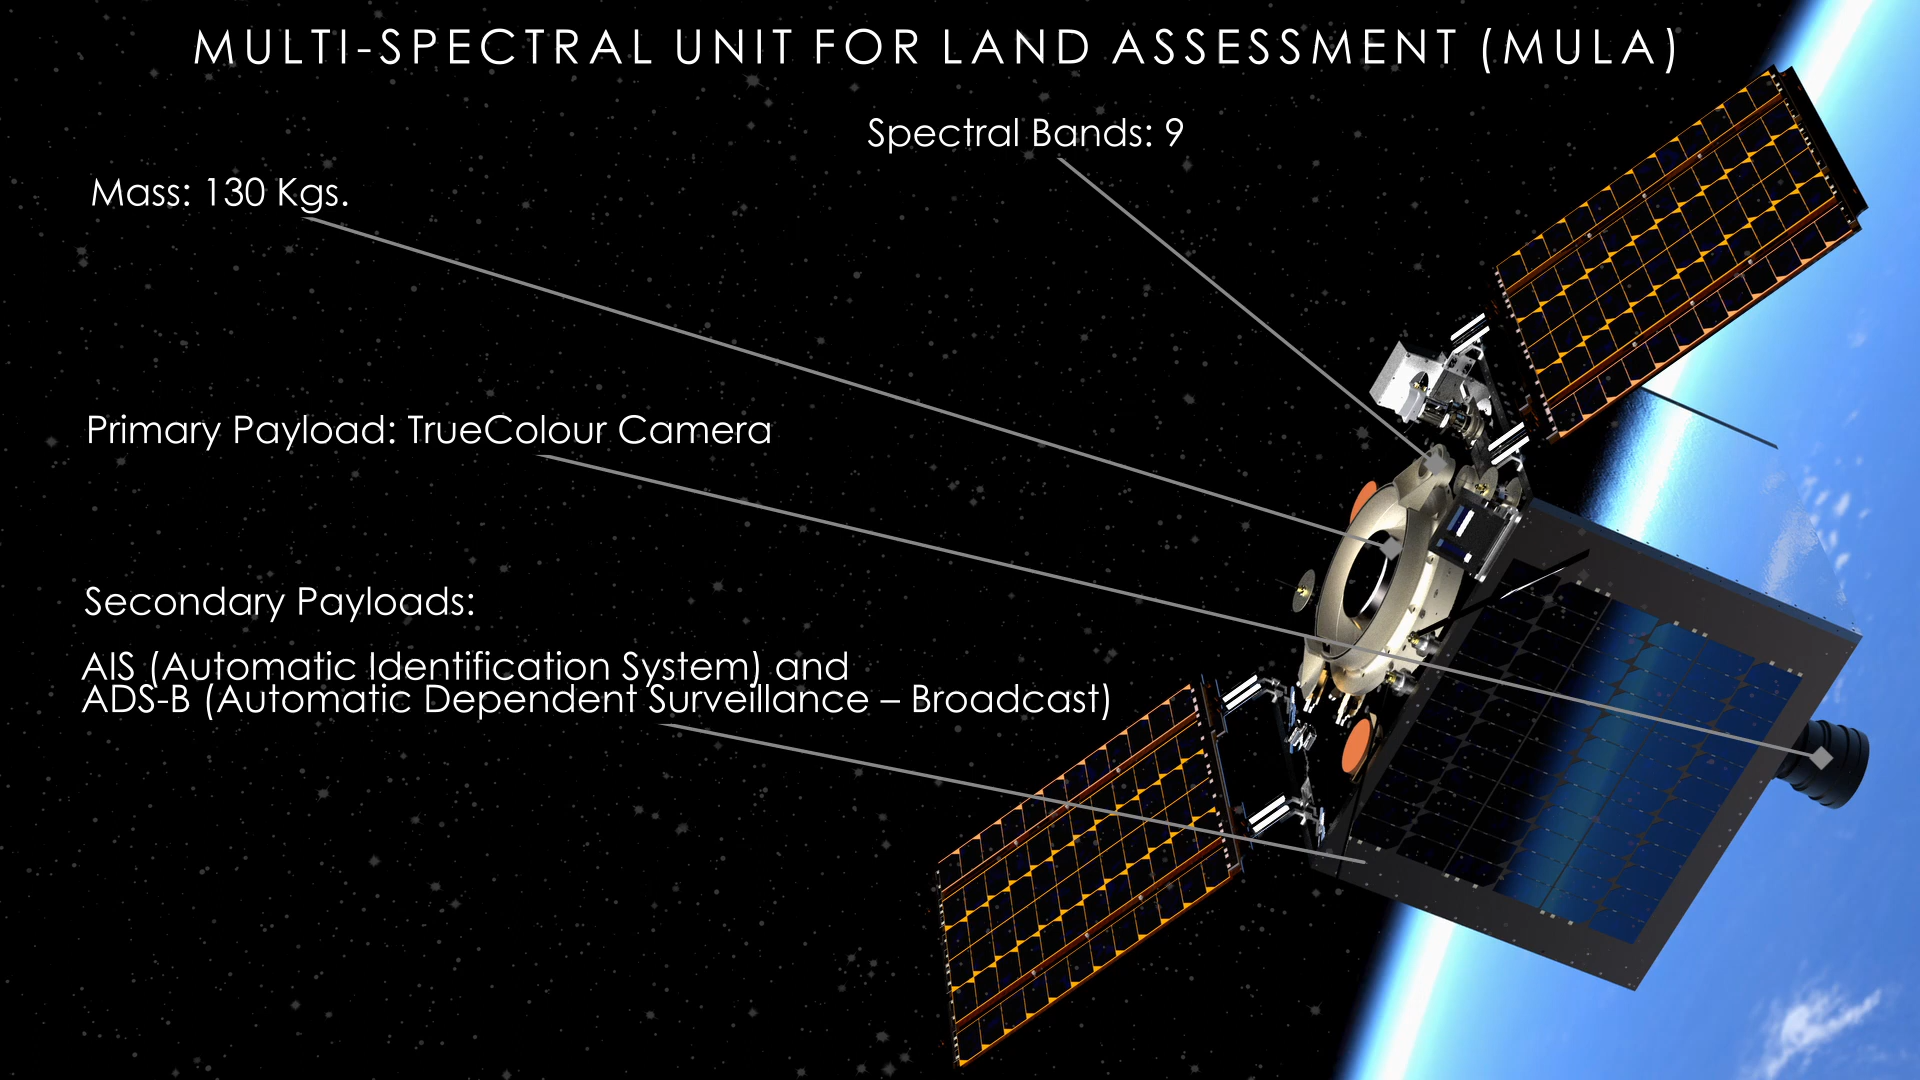 MULTI-SPECTRAL UNIT FOR LAND ASSESSMENT (MULA)
Spectral Bands: 9
Mass: 130 Kgs.
Primary Payload: TrueColour Camera
Secondary Payloads:
AIS (Automatic Identification System) and
ADS-B (Automatic Dependent Surveillance – Broadcast)